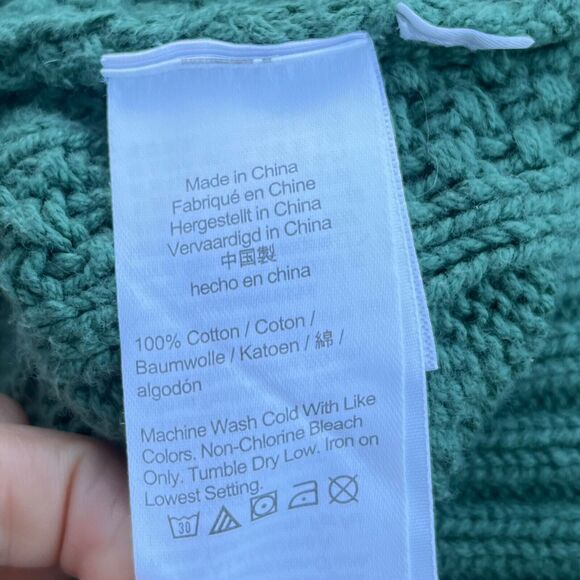 Made in China
Fabriqué en Chine
Hergestellt in China
Vervaardigd in China
中国製
hecho en china
100% Cotton / Coton /
Baumwolle / Katoen / 綿 /
algodón
Machine Wash Cold With Like
Colors. Non-Chlorine Bleach
Only. Tumble Dry Low. Iron on
Lowest Setting.
30